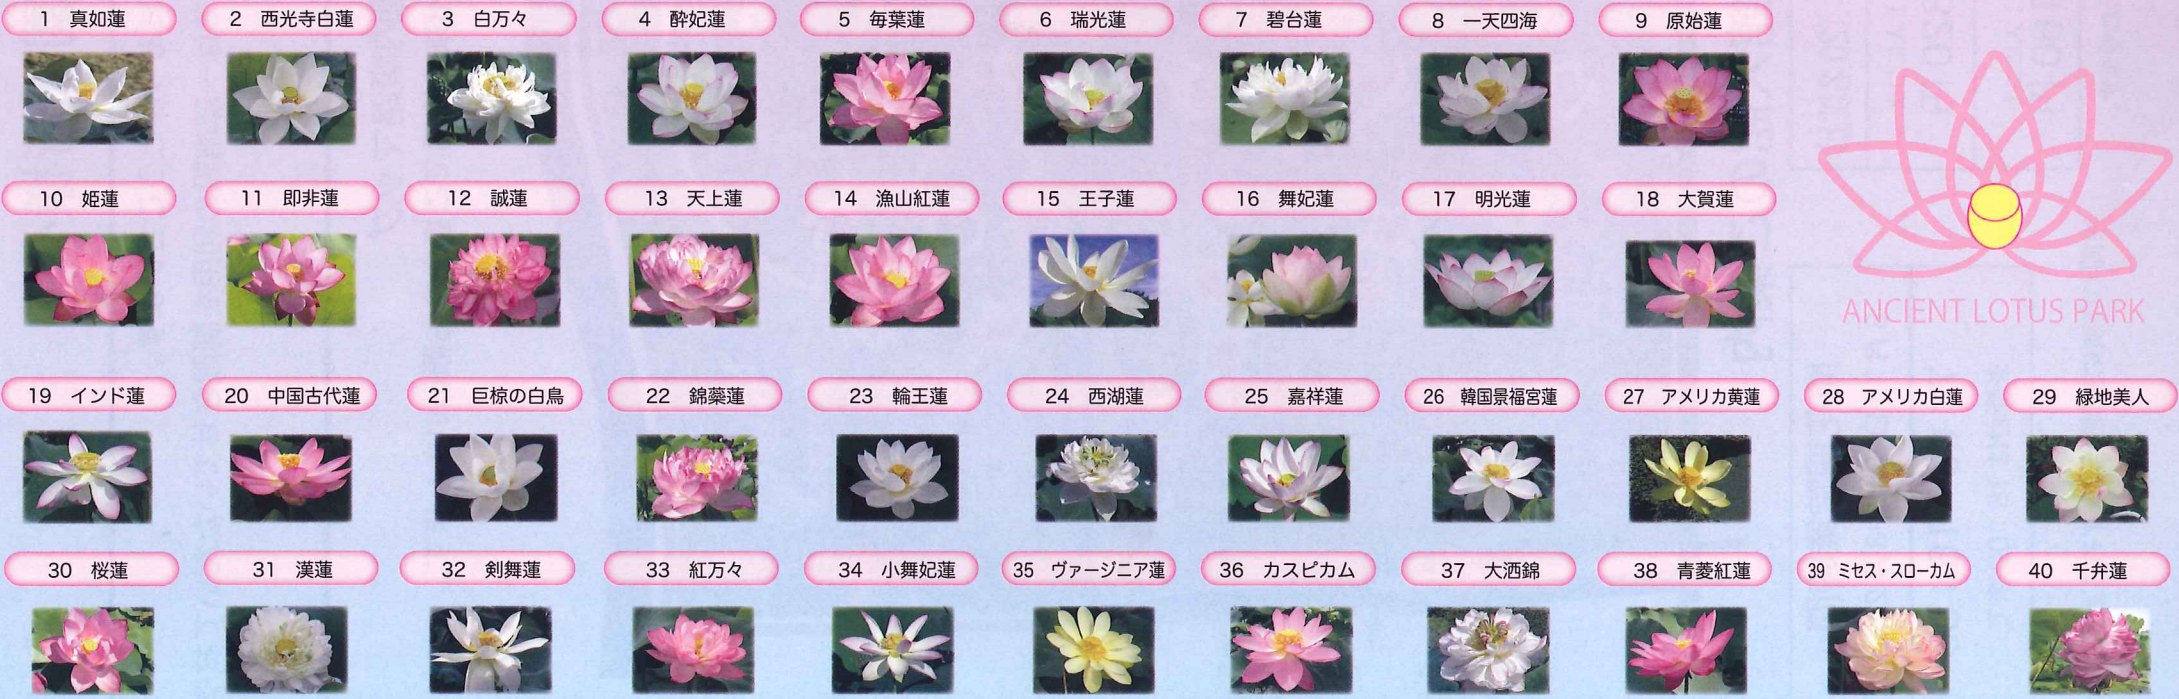 1 真如蓮
2 西光寺白蓮
3 白万々
4 酔妃蓮
5 毎葉蓮
6 瑞光蓮
7 碧台蓮
8 一天四海
9 原始蓮
10 姫蓮
11 即非蓮
12 誠蓮
13 天上蓮
14 漁山紅蓮
15 王子蓮
16 舞妃蓮
17 明光蓮
18 大賀蓮
ANCIENT LOTUS PARK
19 インド蓮
20 中国古代蓮
21 巨椋の白鳥
22 錦蘂蓮
23 輪王蓮
24 西湖蓮
25 嘉祥蓮
26 韓国景福宮蓮
27 アメリカ黄蓮
28 アメリカ白蓮
29 緑地美人
30 桜蓮
31 漢蓮
32 剣舞蓮
33 紅万々
34 小舞妃蓮
35 ヴァージニア蓮
36 カスピカム
37 大洒錦
38 青菱紅蓮
39 ミセス・スローカム
40 千弁蓮